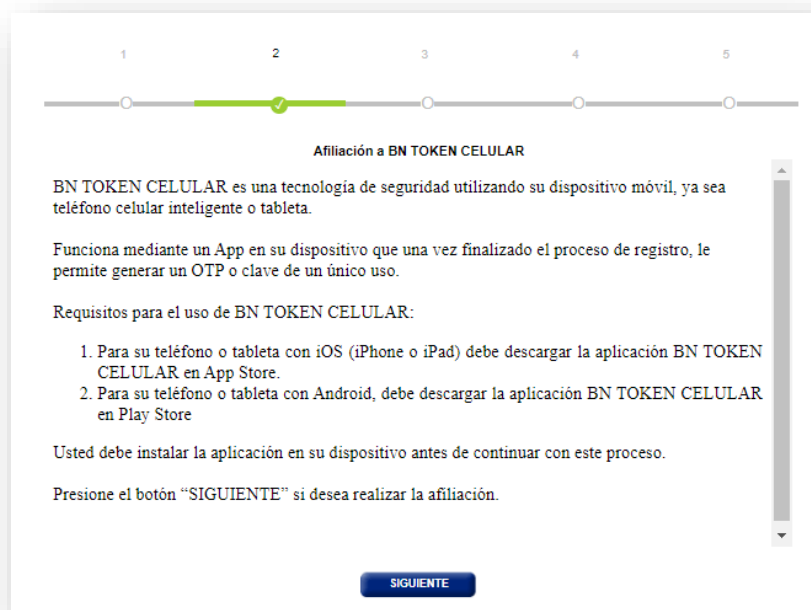 1 2 3 4 5
Afiliación a BN TOKEN CELULAR
BN TOKEN CELULAR es una tecnología de seguridad utilizando su dispositivo móvil, ya sea
teléfono celular inteligente o tableta.
Funciona mediante un App en su dispositivo que una vez finalizado el proceso de registro, le
permite generar un OTP o clave de un único uso.
Requisitos para el uso de BN TOKEN CELULAR:
1. Para su teléfono o tableta con iOS (iPhone o iPad) debe descargar la aplicación BN TOKEN
CELULAR en App Store.
2. Para su teléfono o tableta con Android, debe descargar la aplicación BN TOKEN CELULAR
en Play Store
Usted debe instalar la aplicación en su dispositivo antes de continuar con este proceso.
Presione el botón “SIGUIENTE” si desea realizar la afiliación.
SIGUIENTE